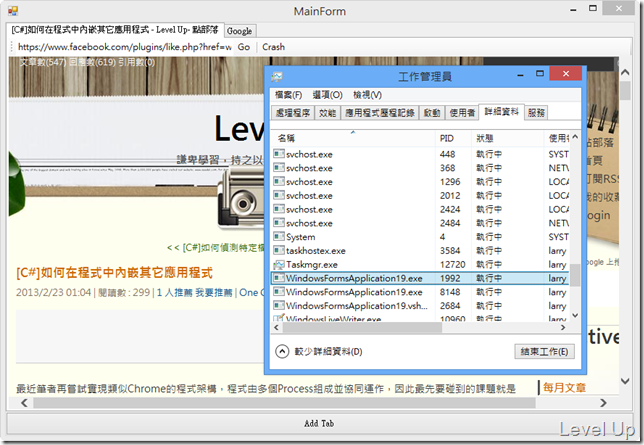 MainForm
[C#]如何在程式中內嵌其它應用程式 - Level Up- 點部落
Google
https://www.facebook.com/plugins/like.php?href=w
Go
Crash
文章數(547) 回應數(619) 引用數(0)
Lev
謙卑學習，持之以
<< [C#]如何偵測特定檔
[C#]如何在程式中內嵌其它應用程式
2013/2/23 01:04 | 閱讀數 : 299 | 1 人推薦 我要推薦 |
最近筆者再嘗試實現類似Chrome的程式架構，程式由多個Process組成並協同運作，因此最先要碰到的課題就是
工作管理員
檔案(F) 選項(O) 檢視(V)
處理程序 效能 應用程式歷程記錄 啟動 使用者 詳細資料 服務
名稱 PID 狀態
svchost.exe 448 執行中 SYST
svchost.exe 368 執行中 NETV
svchost.exe 1296 執行中 LOCA
svchost.exe 2012 執行中 LOCA
svchost.exe 2424 執行中 LOCA
svchost.exe 2484 執行中 NETV
System 4 執行中 SYST
taskhostex.exe 3584 執行中 larry
Taskmgr.exe 12720 執行中 larry
WindowsFormsApplication19.exe 1992 執行中 larry
WindowsFormsApplication19.exe 8148 執行中 larry
WindowsFormsApplication19.vsh... 2684 執行中 larry
WindowsLiveWriter.exe 10960 執行中 larry
較少詳細資料(D)
結束工作(E)
點部落
首頁
訂閱RSS
我的收藏
ogin
tive
每月文章
Add Tab
Level Up